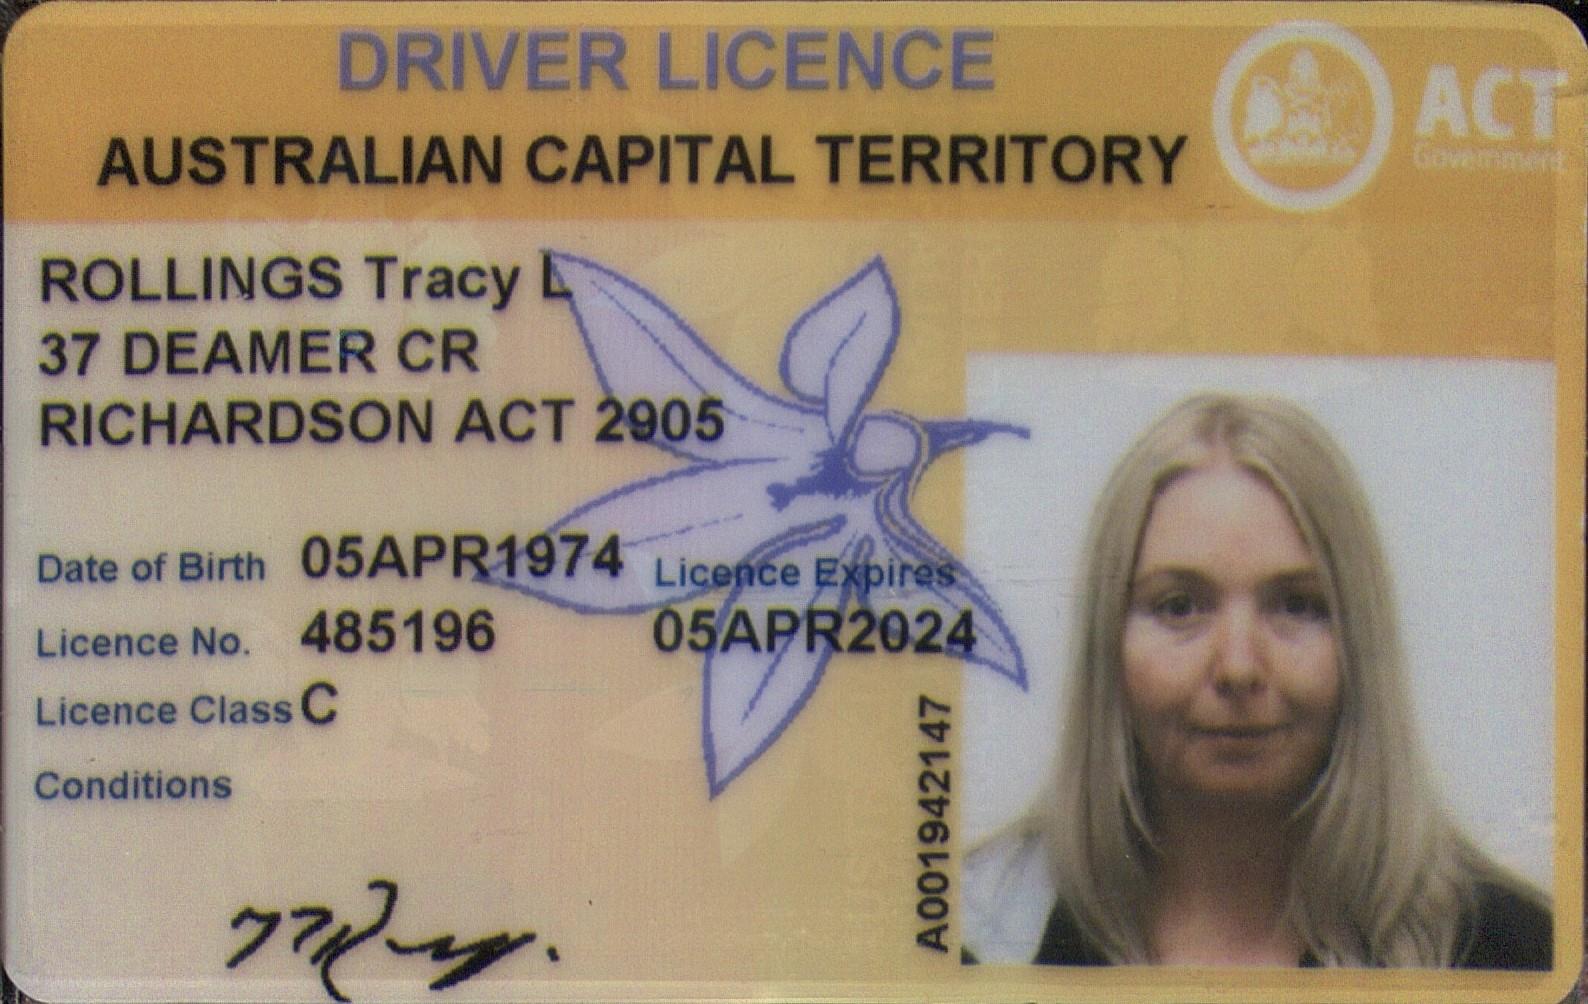 DRIVER LICENCE
AUSTRALIAN CAPITAL TERRITORY
ACT
Government
ROLLINGS Tracy L
37 DEAMER CR
RICHARDSON ACT 2905
Date of Birth 05APR1974
Licence Expires
Licence No. 485196
05APR2024
Licence Class C
Conditions
A001942147